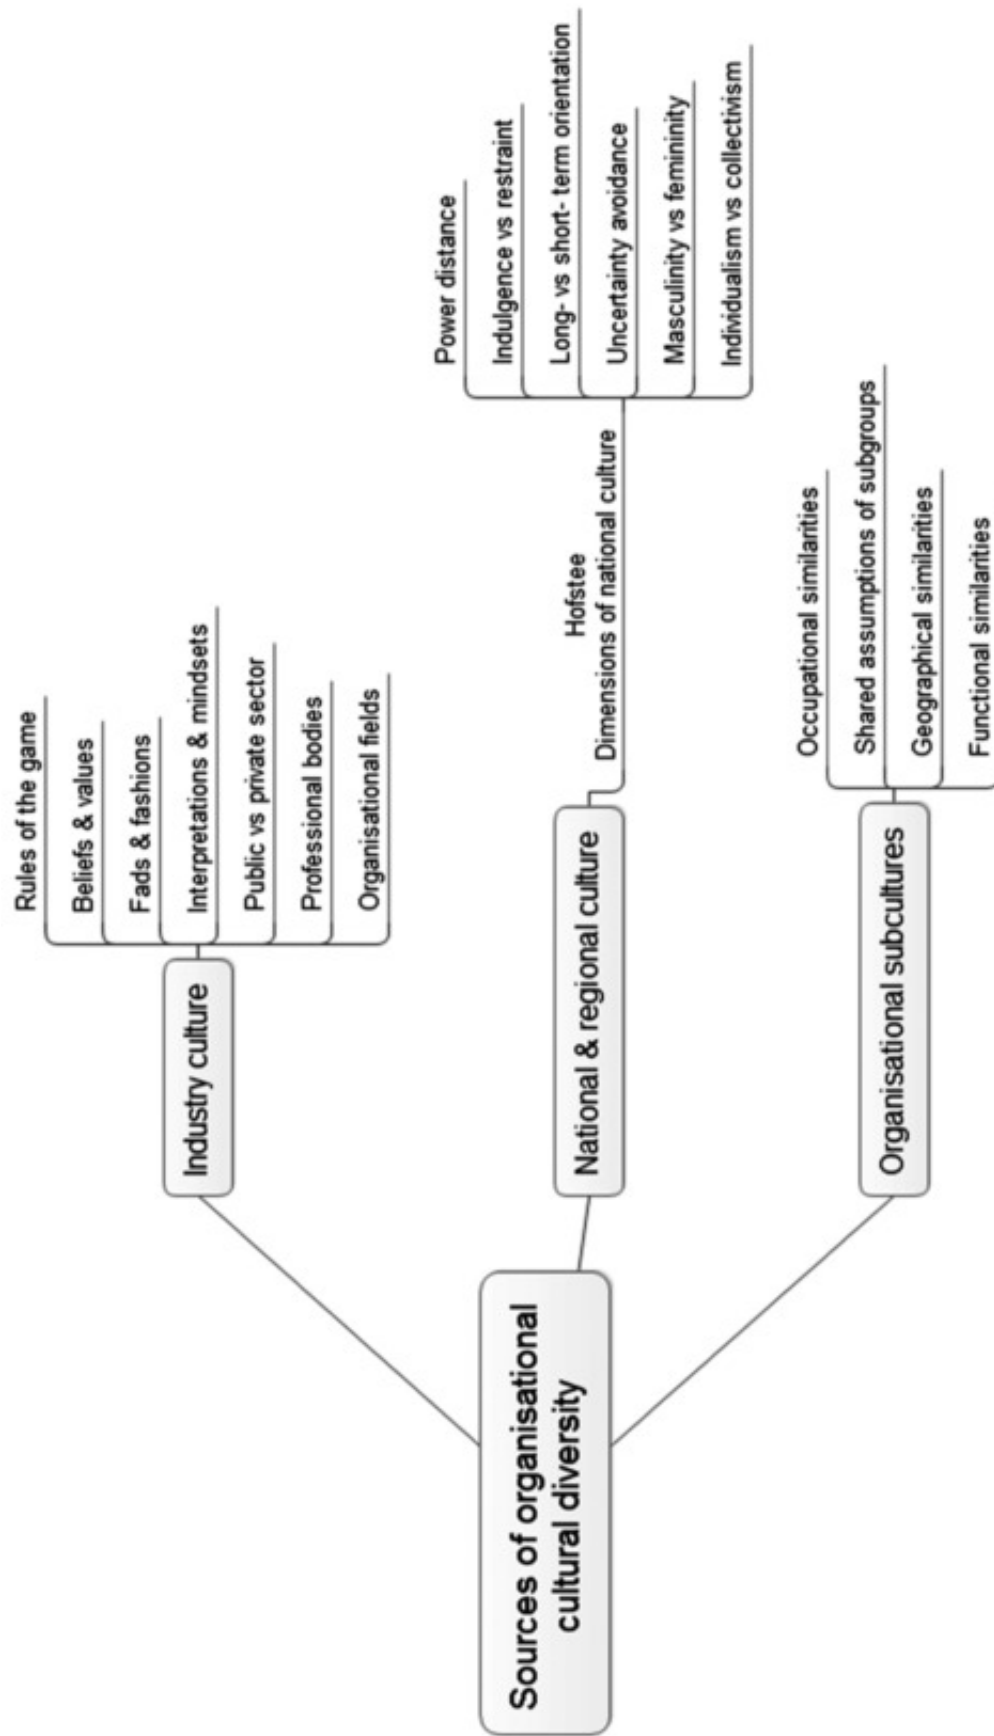 Sources of organisational
cultural diversity
Industry culture
Rules of the game
Beliefs & values
Fads & fashions
Interpretations & mindsets
Public vs private sector
Professional bodies
Organisational fields
National & regional culture
Hofstee
Dimensions of national culture
Power distance
Indulgence vs restraint
Long- vs short- term orientation
Uncertainty avoidance
Masculinity vs femininity
Individualism vs collectivism
Organisational subcultures
Occupational similarities
Shared assumptions of subgroups
Geographical similarities
Functional similarities